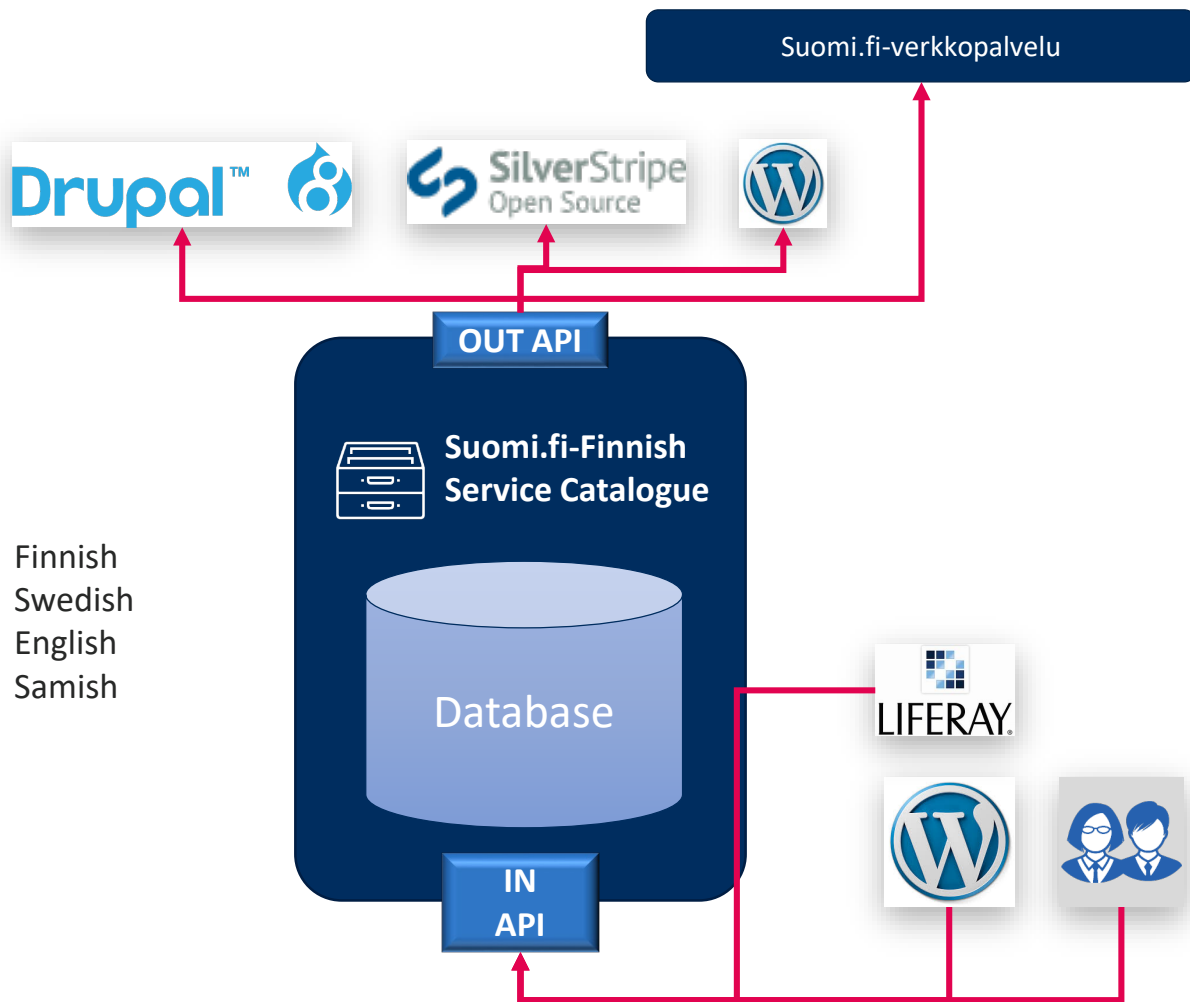 Suomi.fi-verkkopalvelu
Drupal™ 8
SilverStripe
Open Source
OUT API
Suomi.fi-Finnish
Service Catalogue
Finnish
Swedish
English
Samish
Database
LIFERAY®
IN
API